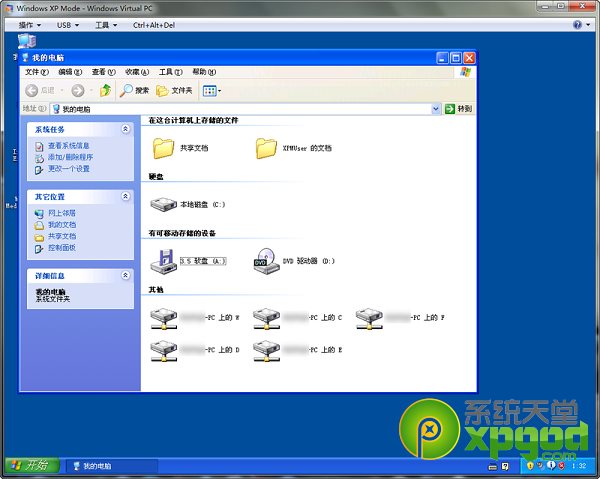 Windows XP Mode - Windows Virtual PC
操作 USB 工具 Ctrl+Alt+Del
我的电脑
文件(F) 编辑(E) 查看(V) 收藏(A) 工具(T) 帮助(H)
后退 搜索 文件夹
地址(D) 我的电脑 转到
系统任务
查看系统信息
添加/删除程序
更改一个设置
其它位置
网上邻居
我的文档
共享文档
控制面板
详细信息
我的电脑
系统文件夹
在这台计算机上存储的文件
共享文档 XPMUser 的文档
硬盘
本地磁盘 (C:)
有可移动存储的设备
3.5 软盘 (A:) DVD 驱动器 (D:)
其他
-PC 上的 -PC 上的 C -PC 上的 F
-PC 上的 D -PC 上的 E
系统天堂
xpgod.com
开始 我的电脑 1:32